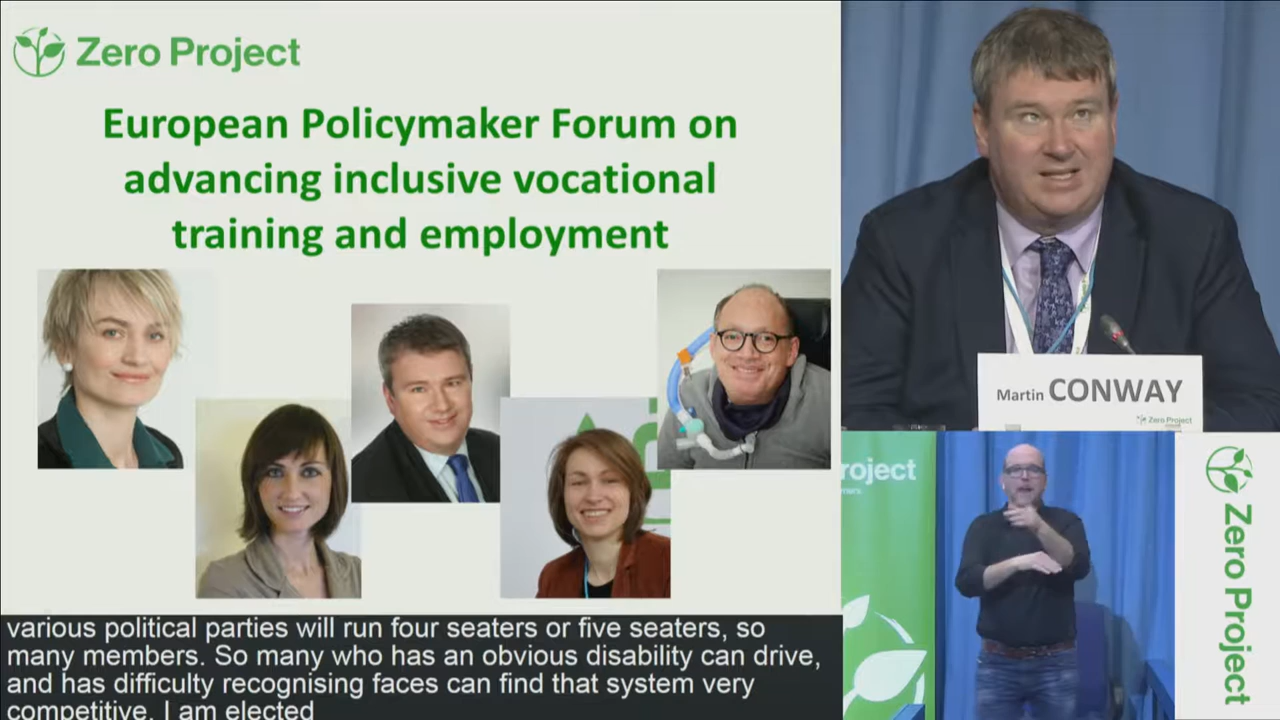 Zero Project
European Policymaker Forum on
advancing inclusive vocational
training and employment
Martin CONWAY
Zero Project
roject
Zero Project
various political parties will run four seaters or five seaters, so
many members. So many who has an obvious disability can drive,
and has difficulty recognising faces can find that system very
competitive. I am elected